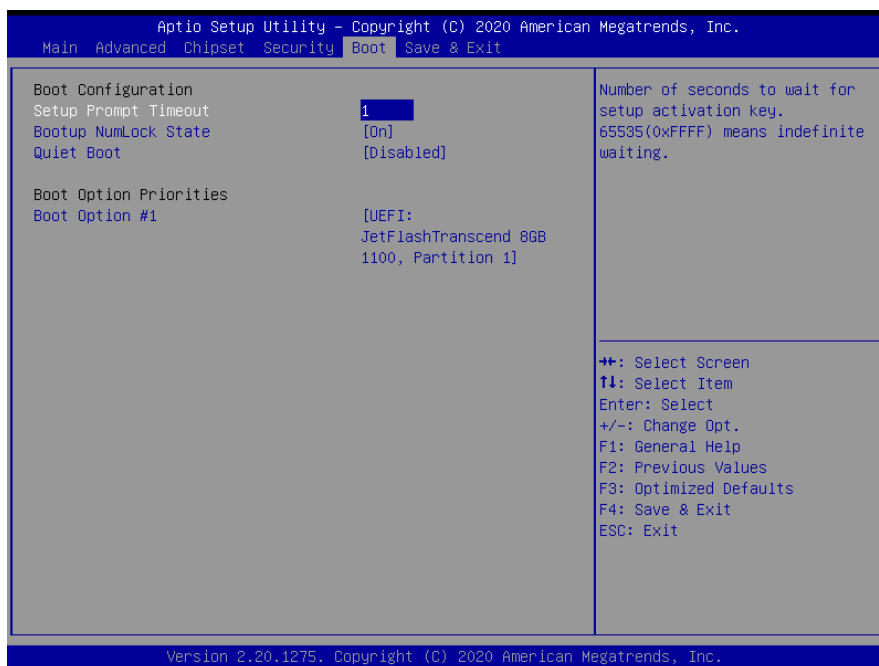 Aptio Setup Utility – Copyright (C) 2020 American Megatrends, Inc.
Main Advanced Chipset Security Boot Save & Exit
Boot Configuration
Setup Prompt Timeout 1
Bootup NumLock State [On]
Quiet Boot [Disabled]
Boot Option Priorities
Boot Option #1 [UEFI:
JetFlashTranscend 8GB
1100, Partition 1]
Number of seconds to wait for
setup activation key.
65535(0xFFFF) means indefinite
waiting.
→←: Select Screen
↑↓: Select Item
Enter: Select
+/-: Change Opt.
F1: General Help
F2: Previous Values
F3: Optimized Defaults
F4: Save & Exit
ESC: Exit
Version 2.20.1275. Copyright (C) 2020 American Megatrends, Inc.